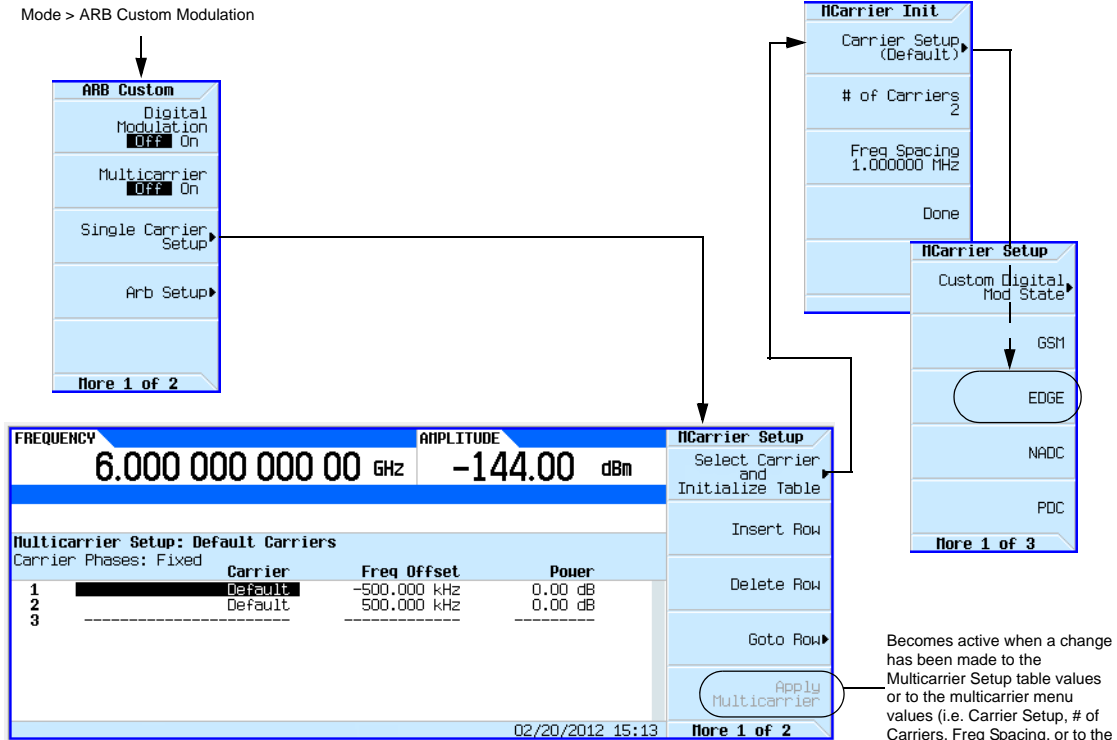 Mode > ARB Custom Modulation
ARB Custom
Digital
Modulation
Off On
Multicarrier
Off On
Single Carrier
Setup
Arb Setup
More 1 of 2
MCarrier Init
Carrier Setup
(Default)
# of Carriers
2
Freq Spacing
1.000000 MHz
Done
MCarrier Setup
Custom Digital
Mod State
GSM
EDGE
NADC
PDC
More 1 of 3
FREQUENCY
6.000 000 000 00 GHz
AMPLITUDE
-144.00 dBm
Multicarrier Setup: Default Carriers
Carrier Phases: Fixed
Carrier Freq Offset Power
1 Default -500.000 kHz 0.00 dB
2 Default 500.000 kHz 0.00 dB
3 ----------------------- ------------- ---------
02/20/2012 15:13
MCarrier Setup
Select Carrier
and
Initialize Table
Insert Row
Delete Row
Goto Row
Apply
Multicarrier
More 1 of 2
Becomes active when a change
has been made to the
Multicarrier Setup table values
or to the multicarrier menu
values (i.e. Carrier Setup, # of
Carriers, Freq Spacing, or to the